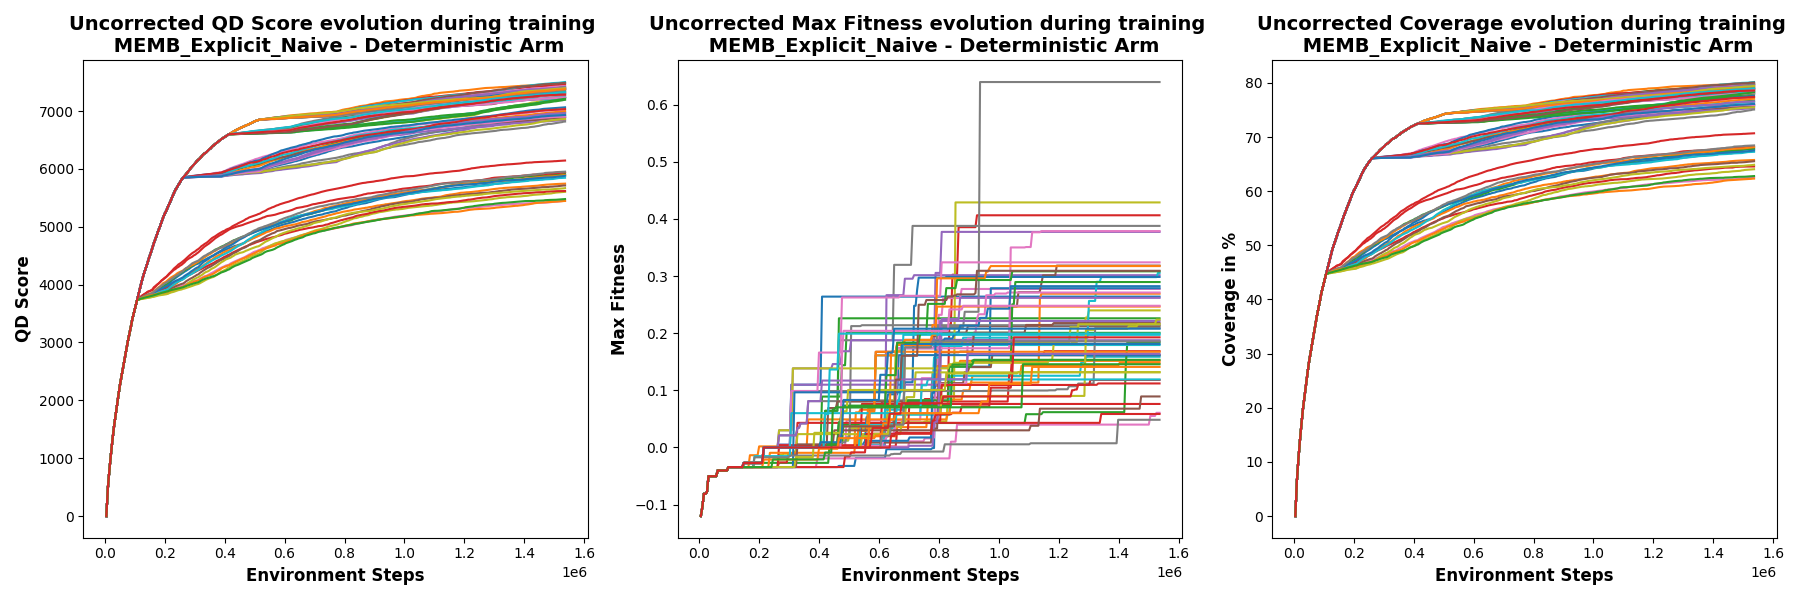 Uncorrected QD Score evolution during training
MEMB_Explicit_Naive - Deterministic Arm
QD Score
7000
6000
5000
4000
3000
2000
1000
0
0.0 0.2 0.4 0.6 0.8 1.0 1.2 1.4 1.6
1e6
Environment Steps
Uncorrected Max Fitness evolution during training
MEMB_Explicit_Naive - Deterministic Arm
Max Fitness
0.6
0.5
0.4
0.3
0.2
0.1
0.0
−0.1
0.0 0.2 0.4 0.6 0.8 1.0 1.2 1.4 1.6
1e6
Environment Steps
Uncorrected Coverage evolution during training
MEMB_Explicit_Naive - Deterministic Arm
Coverage in %
80
70
60
50
40
30
20
10
0
0.0 0.2 0.4 0.6 0.8 1.0 1.2 1.4 1.6
1e6
Environment Steps